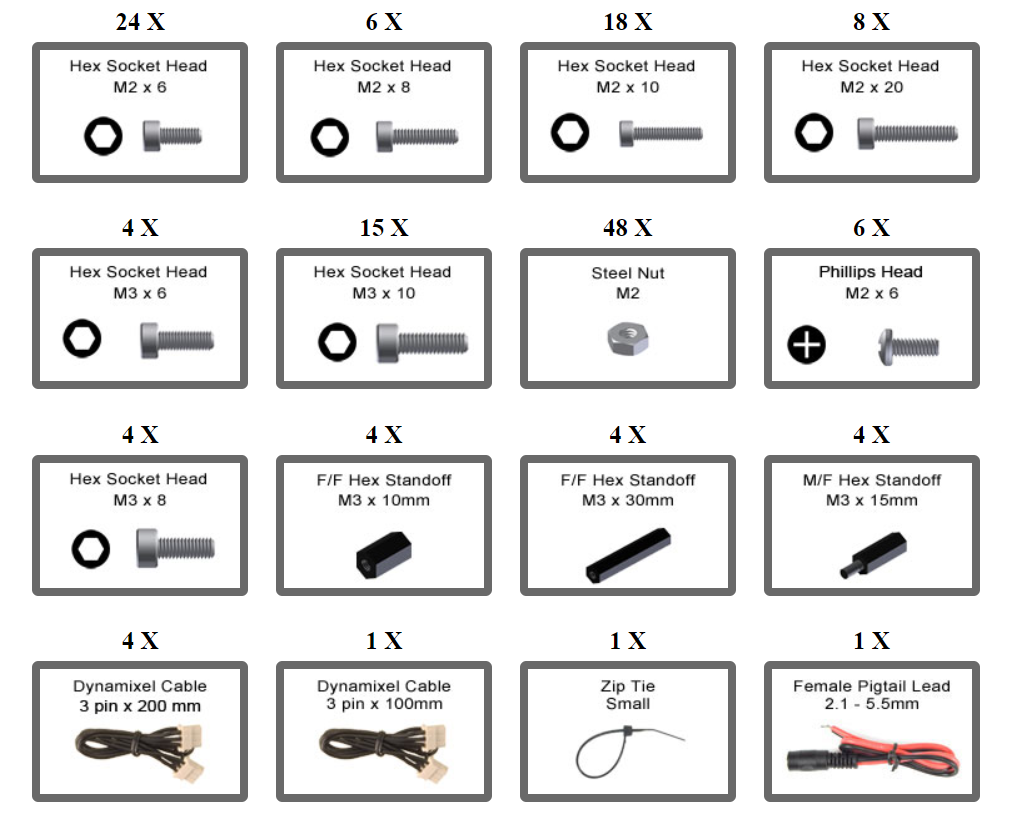 24 X
6 X
18 X
8 X
Hex Socket Head
M2 x 6
Hex Socket Head
M2 x 8
Hex Socket Head
M2 x 10
Hex Socket Head
M2 x 20
4 X
15 X
48 X
6 X
Hex Socket Head
M3 x 6
Hex Socket Head
M3 x 10
Steel Nut
M2
Phillips Head
M2 x 6
4 X
4 X
4 X
4 X
Hex Socket Head
M3 x 8
F/F Hex Standoff
M3 x 10mm
F/F Hex Standoff
M3 x 30mm
M/F Hex Standoff
M3 x 15mm
4 X
1 X
1 X
1 X
Dynamixel Cable
3 pin x 200 mm
Dynamixel Cable
3 pin x 100mm
Zip Tie
Small
Female Pigtail Lead
2.1 - 5.5mm